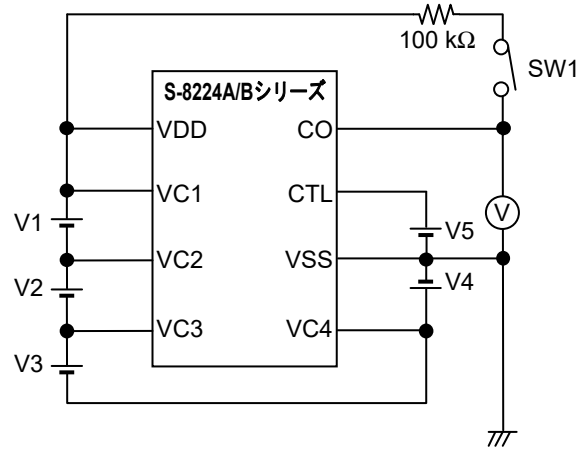 100 kΩ
SW1
S-8224A/Bシリーズ
VDD
CO
VC1
CTL
V1
V
V5
VC2
VSS
V2
V4
VC3
VC4
V3